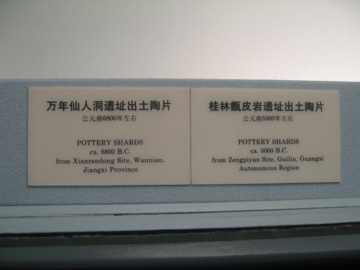 万年仙人洞遗址出土陶片
公元前6800年左右
POTTERY SHARDS
ca. 6800 B.C.
from Xianrendong Site, Wannian,
Jiangxi Province
桂林甑皮岩遗址出土陶片
公元前5000年左右
POTTERY SHARDS
ca. 5000 B.C.
from Zengpiyan Site, Guilin, Guangxi
Autonomous Region